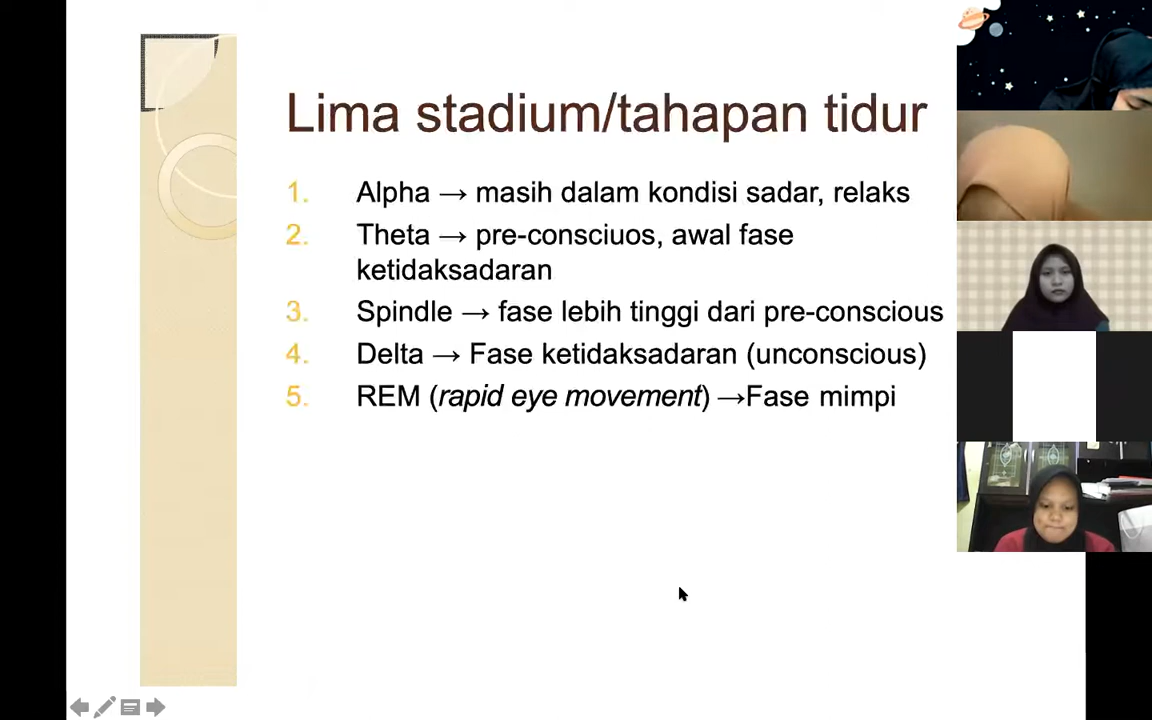 Lima stadium/tahapan tidur
1. Alpha → masih dalam kondisi sadar, relaks
2. Theta → pre-consciuos, awal fase
ketidaksadaran
3. Spindle → fase lebih tinggi dari pre-conscious
4. Delta → Fase ketidaksadaran (unconscious)
5. REM (rapid eye movement) →Fase mimpi